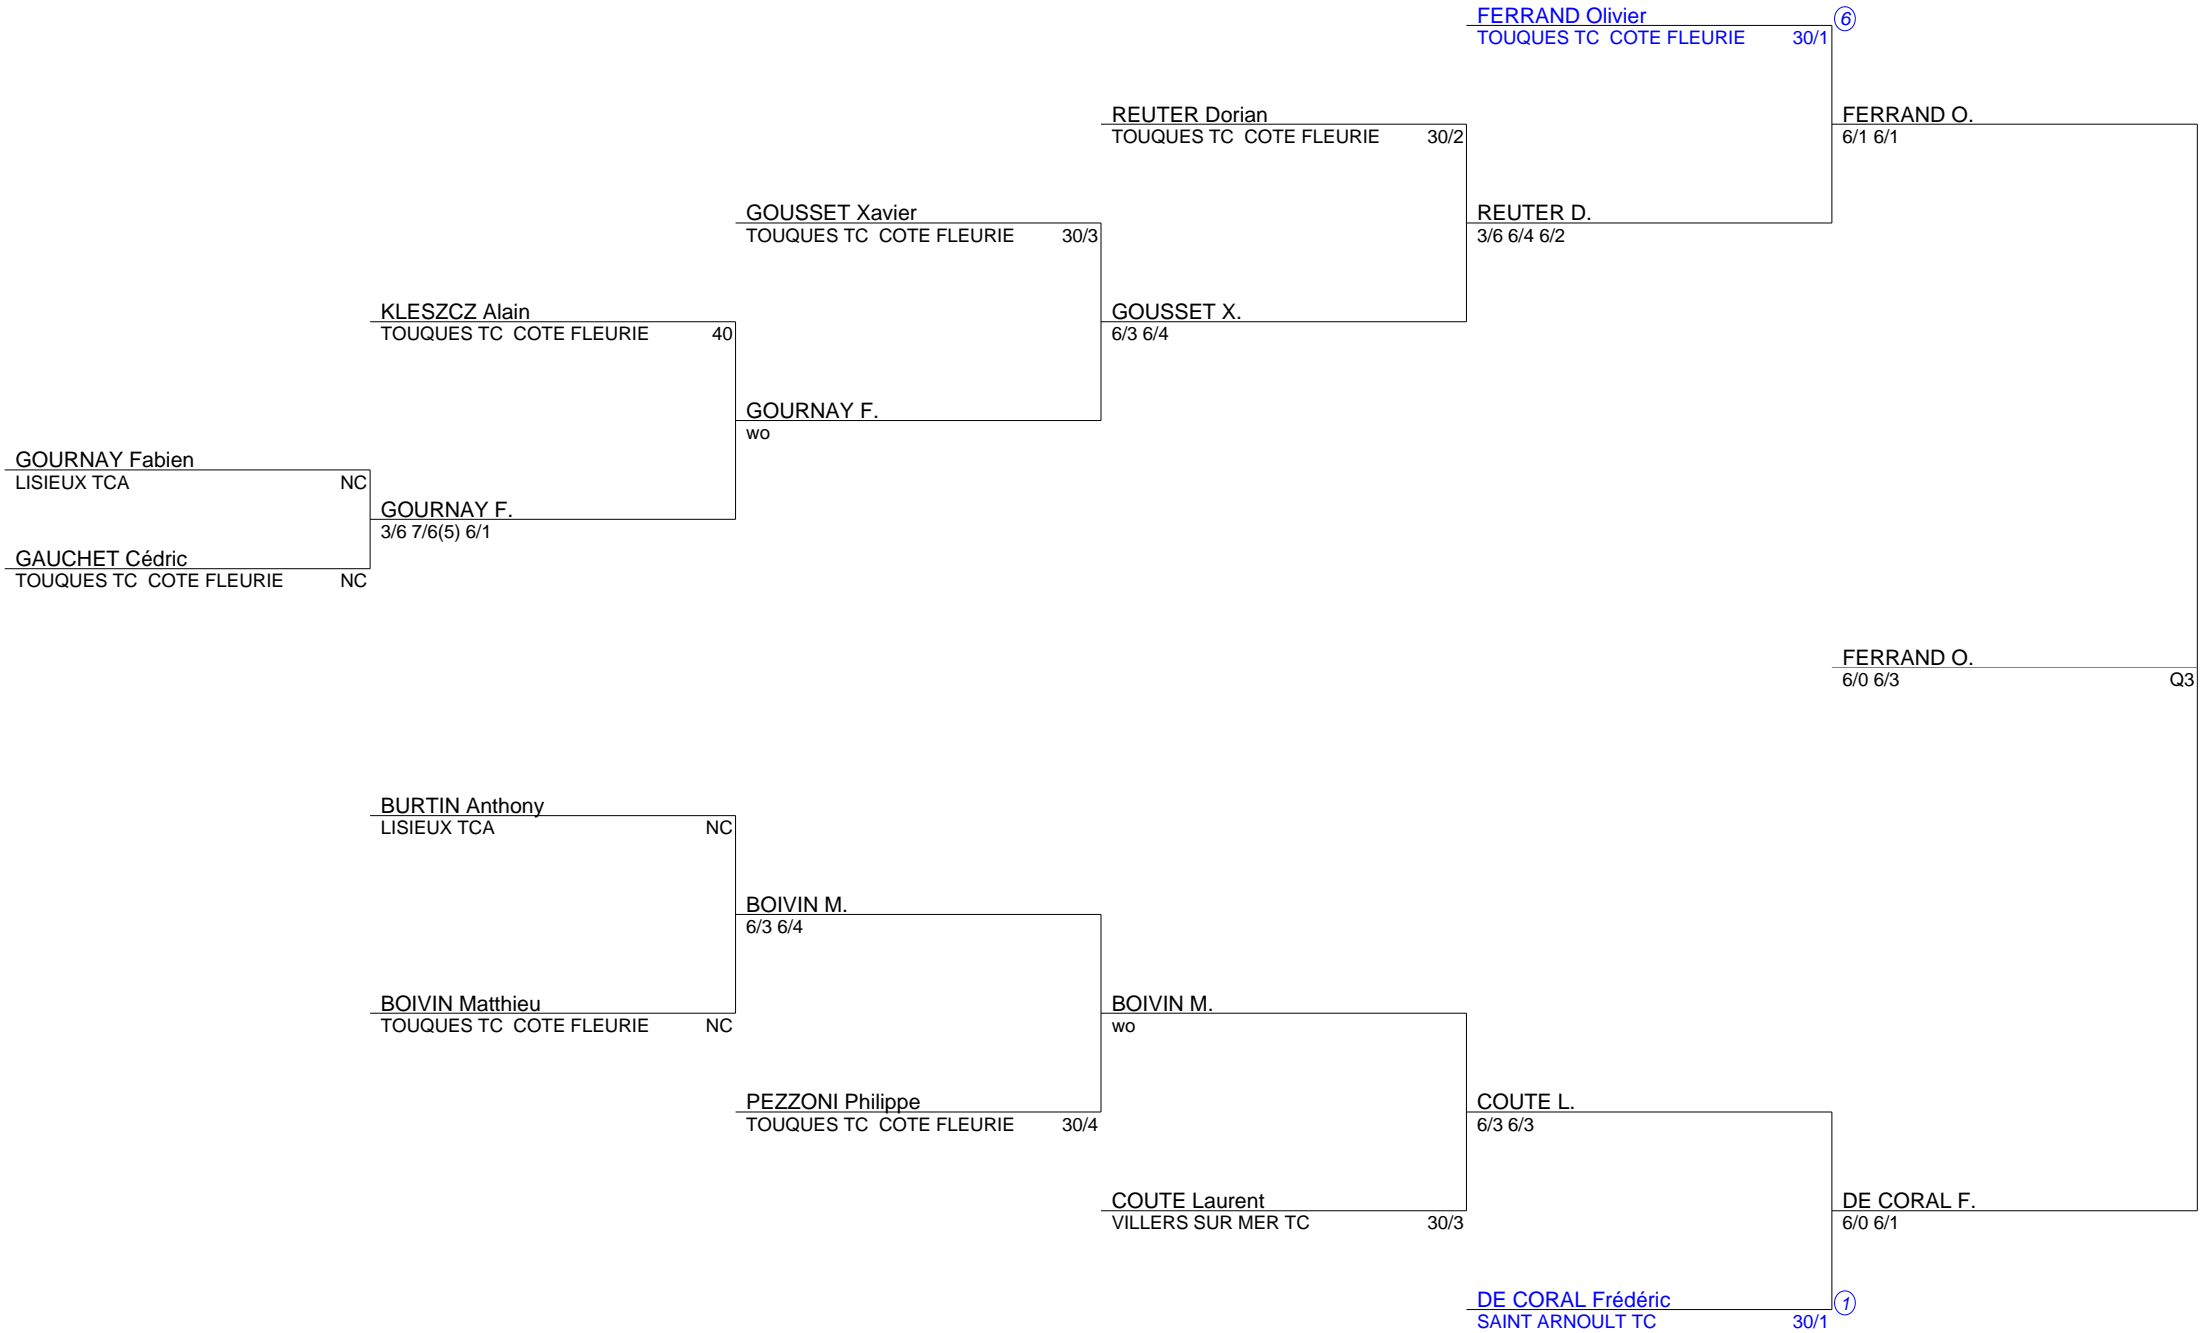 FERRAND Olivier
6
TOUQUES TC COTE FLEURIE 30/1
REUTER Dorian
TOUQUES TC COTE FLEURIE 30/2
FERRAND O.
6/1 6/1
GOUSSET Xavier
TOUQUES TC COTE FLEURIE 30/3
REUTER D.
3/6 6/4 6/2
KLESZCZ Alain
TOUQUES TC COTE FLEURIE 40
GOUSSET X.
6/3 6/4
GOURNAY F.
wo
GOURNAY Fabien
LISIEUX TCA NC
GOURNAY F.
3/6 7/6(5) 6/1
GAUCHET Cédric
TOUQUES TC COTE FLEURIE NC
FERRAND O.
6/0 6/3 Q3
BURTIN Anthony
LISIEUX TCA NC
BOIVIN M.
6/3 6/4
BOIVIN Matthieu
TOUQUES TC COTE FLEURIE NC
BOIVIN M.
wo
PEZZONI Philippe
TOUQUES TC COTE FLEURIE 30/4
COUTE L.
6/3 6/3
COUTE Laurent
VILLERS SUR MER TC 30/3
DE CORAL F.
6/0 6/1
DE CORAL Frédéric
1
SAINT ARNOULT TC 30/1